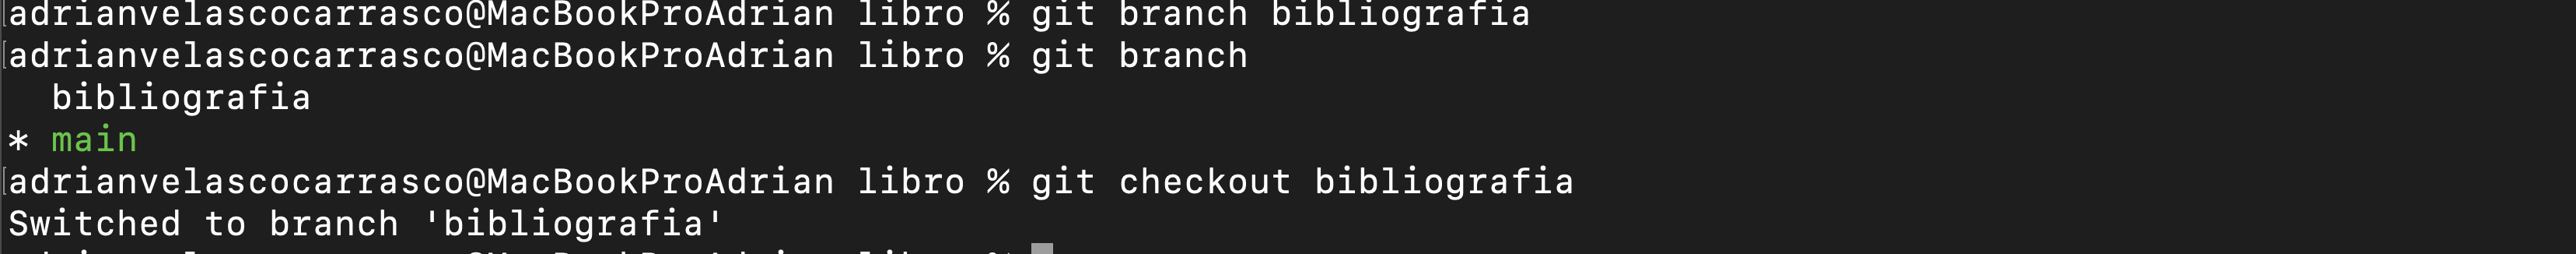 adrianvelascocarrasco@MacBookProAdrian libro % git branch bibliografia
[adrianvelascocarrasco@MacBookProAdrian libro % git branch
  bibliografia
* main
[adrianvelascocarrasco@MacBookProAdrian libro % git checkout bibliografia
Switched to branch 'bibliografia'